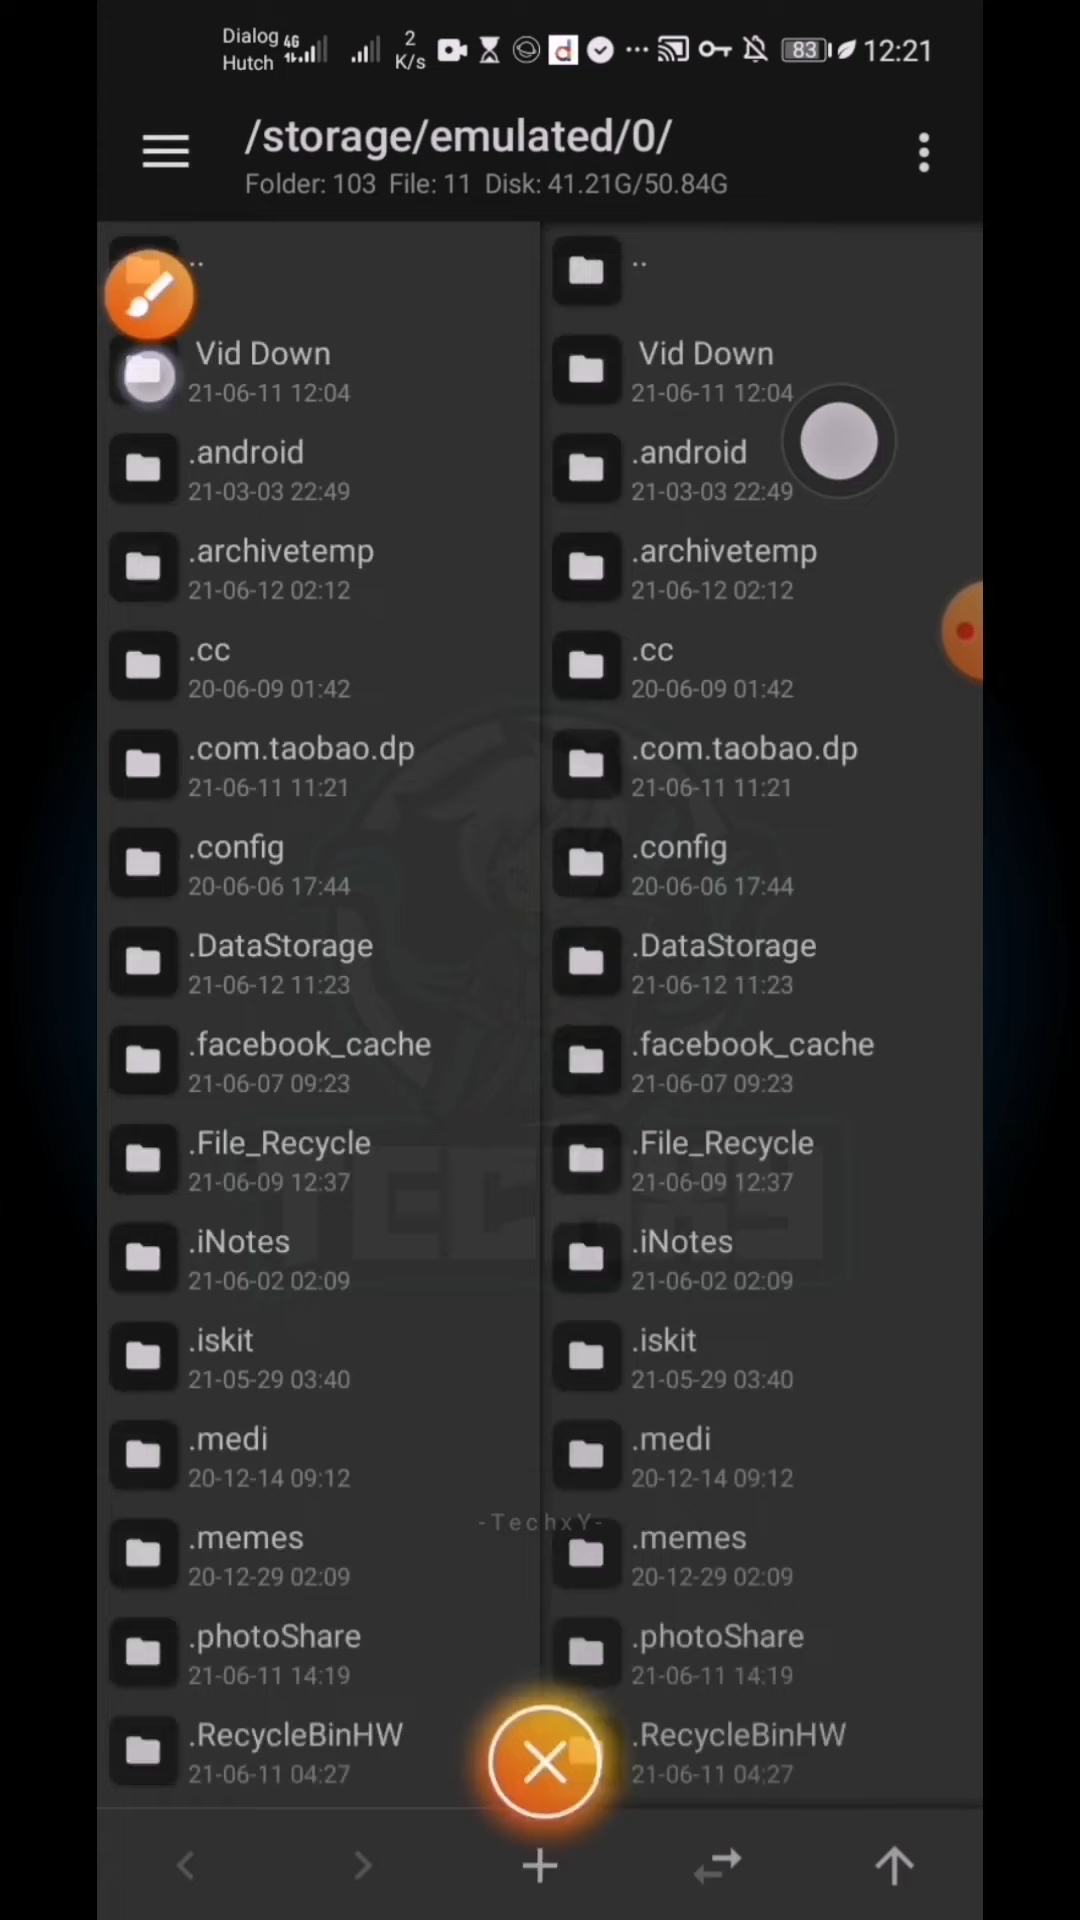 Dialog 4G 2 83 12:21
Hutch K/s
/storage/emulated/0/
Folder: 103 File: 11 Disk: 41.21G/50.84G
..
Vid Down
21-06-11 12:04
.android
21-03-03 22:49
.archivetemp
21-06-12 02:12
.cc
20-06-09 01:42
.com.taobao.dp
21-06-11 11:21
.config
20-06-06 17:44
.DataStorage
21-06-12 11:23
.facebook_cache
21-06-07 09:23
.File_Recycle
21-06-09 12:37
.iNotes
21-06-02 02:09
.iskit
21-05-29 03:40
.medi
20-12-14 09:12
.memes
20-12-29 02:09
.photoShare
21-06-11 14:19
.RecycleBinHW
21-06-11 04:27
..
Vid Down
21-06-11 12:04
.android
21-03-03 22:49
.archivetemp
21-06-12 02:12
.cc
20-06-09 01:42
.com.taobao.dp
21-06-11 11:21
.config
20-06-06 17:44
.DataStorage
21-06-12 11:23
.facebook_cache
21-06-07 09:23
.File_Recycle
21-06-09 12:37
.iNotes
21-06-02 02:09
.iskit
21-05-29 03:40
.medi
20-12-14 09:12
.memes
20-12-29 02:09
.photoShare
21-06-11 14:19
.RecycleBinHW
21-06-11 04:27
-TechxY-